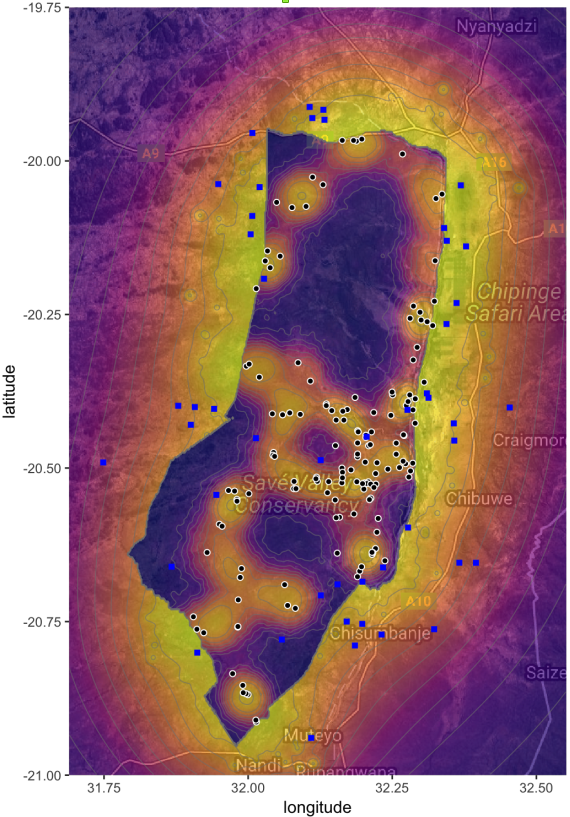 -19.75
Nyanyadzi
A9
-20.00
A16
A1
-20.25
Chipinge
Safari Area
Craigmor
-20.50
Savé Valley
Conservancy
Chibuwe
-20.75
A10
Chisumbanje
Saize
Muteyo
Nandi
Rupangwana
-21.00
31.75
32.00
32.25
32.50
longitude
latitude